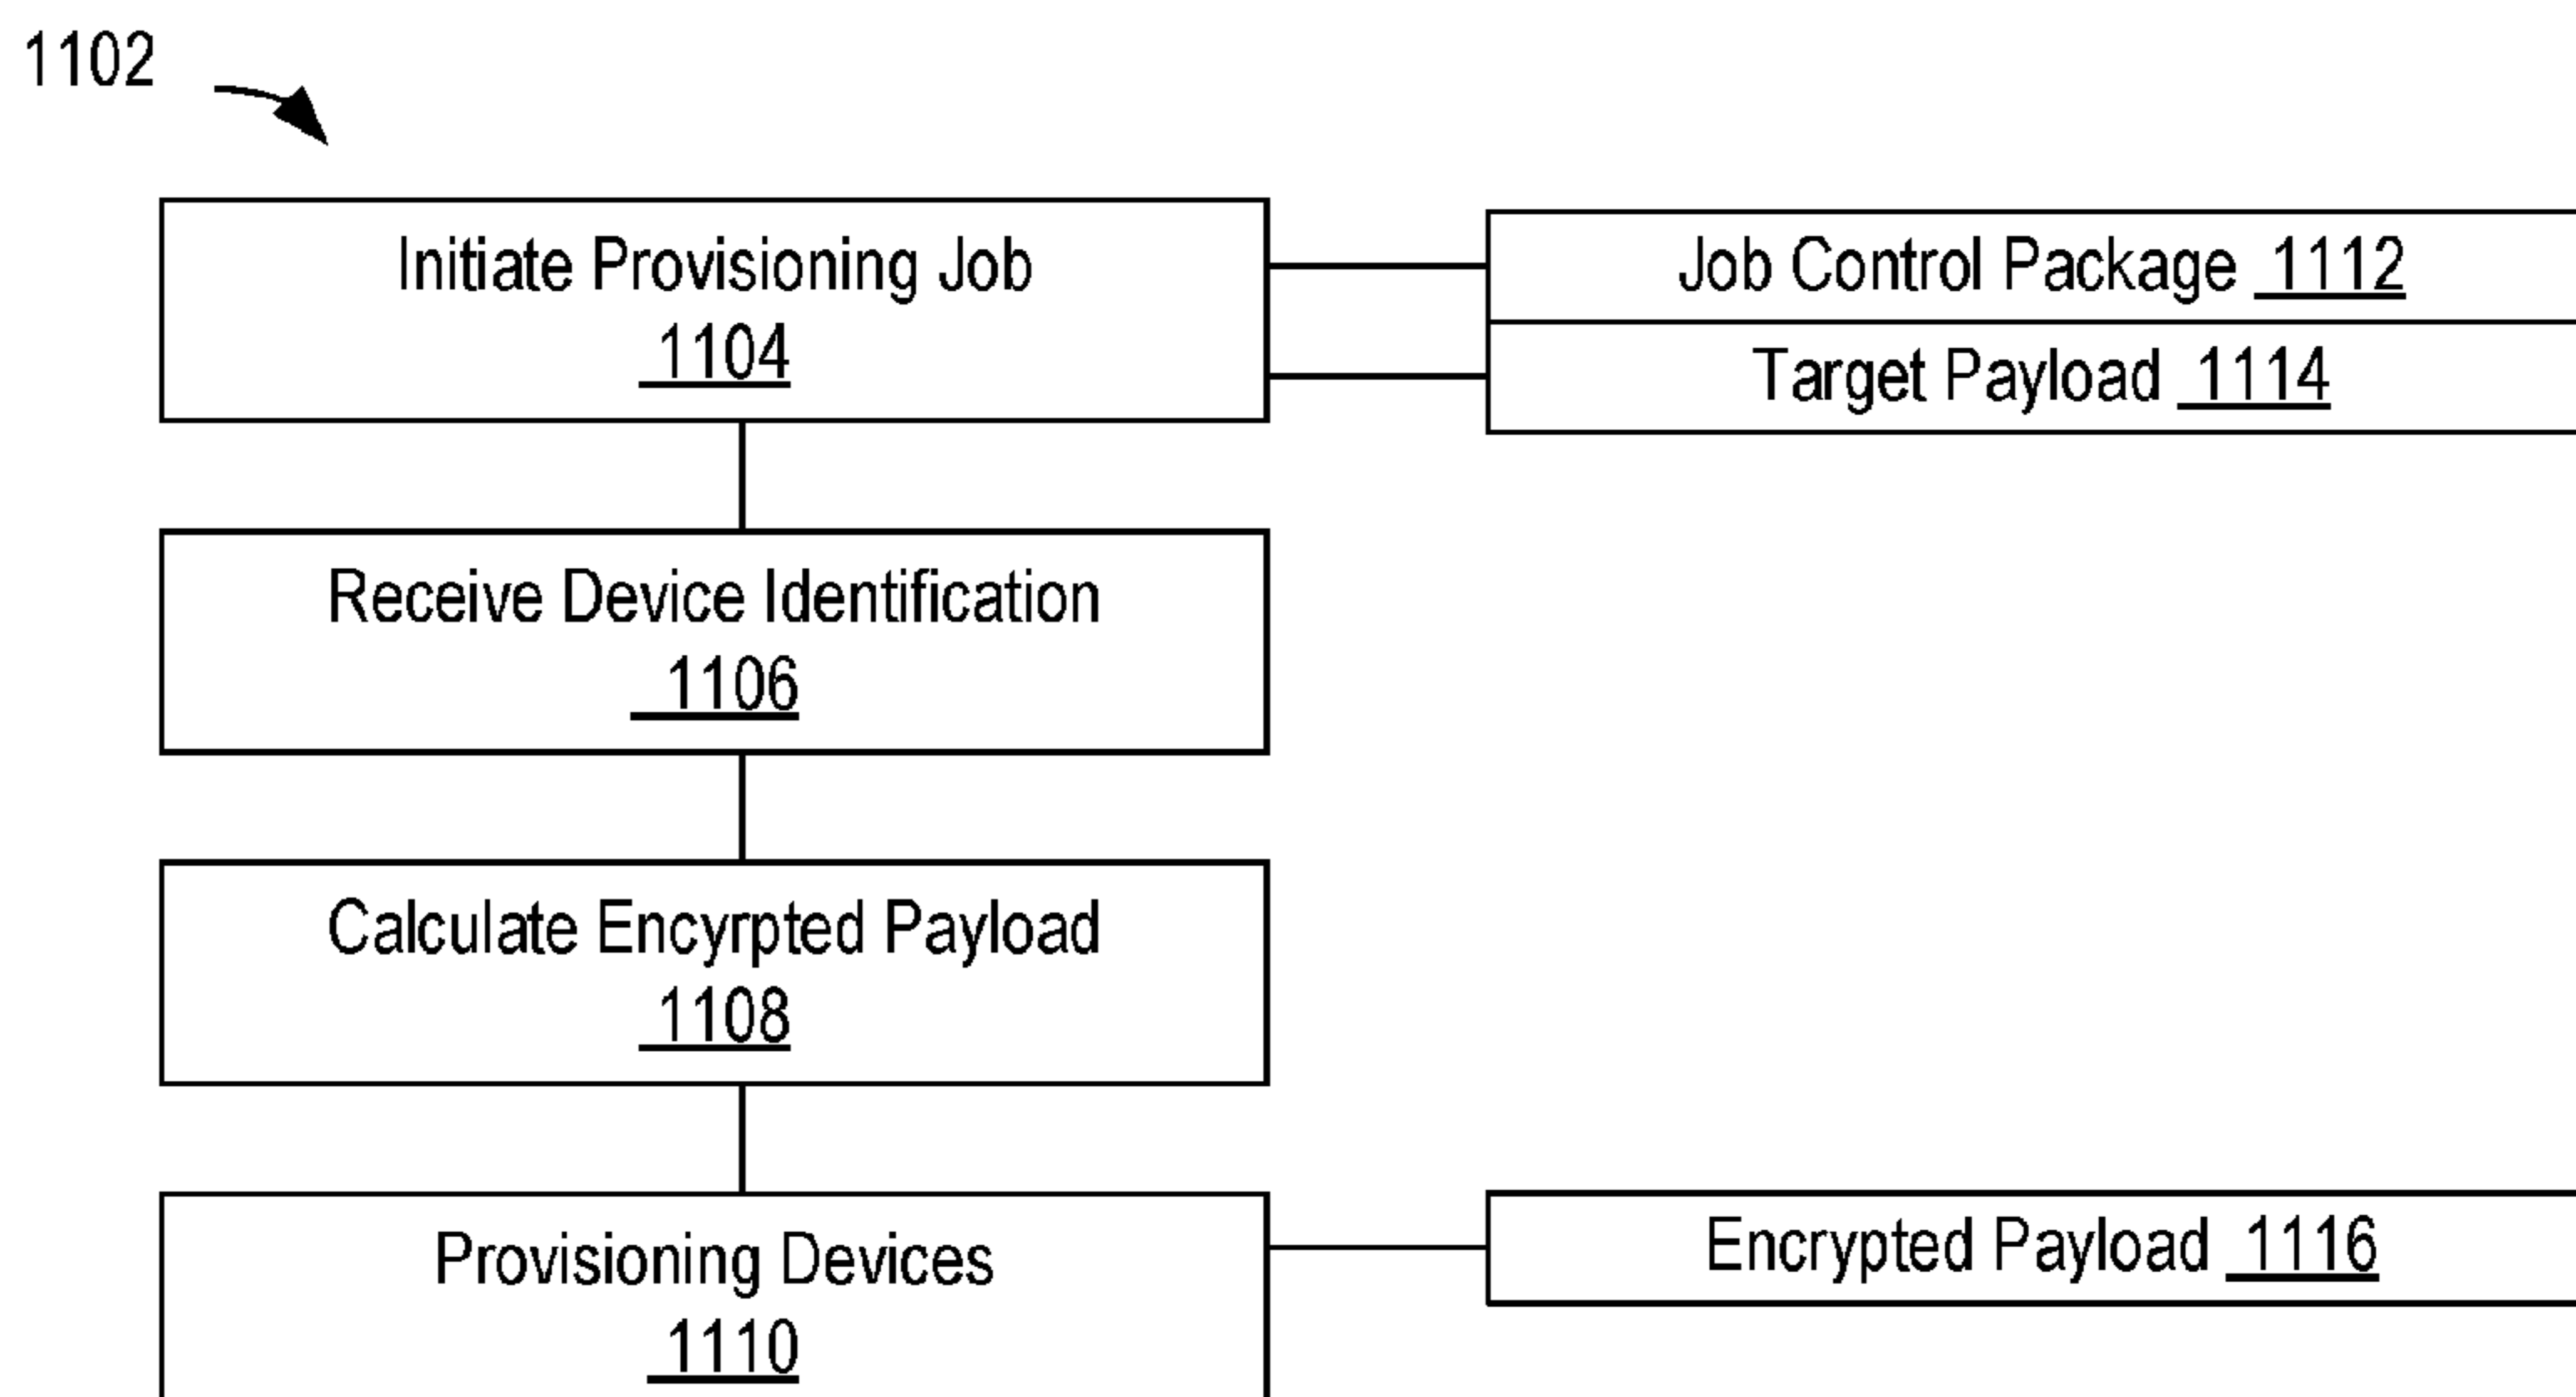 1102
Initiate Provisioning Job
1104
Job Control Package 1112
Target Payload 1114
Receive Device Identification
1106
Calculate Encyrpted Payload
1108
Provisioning Devices
1110
Encrypted Payload 1116